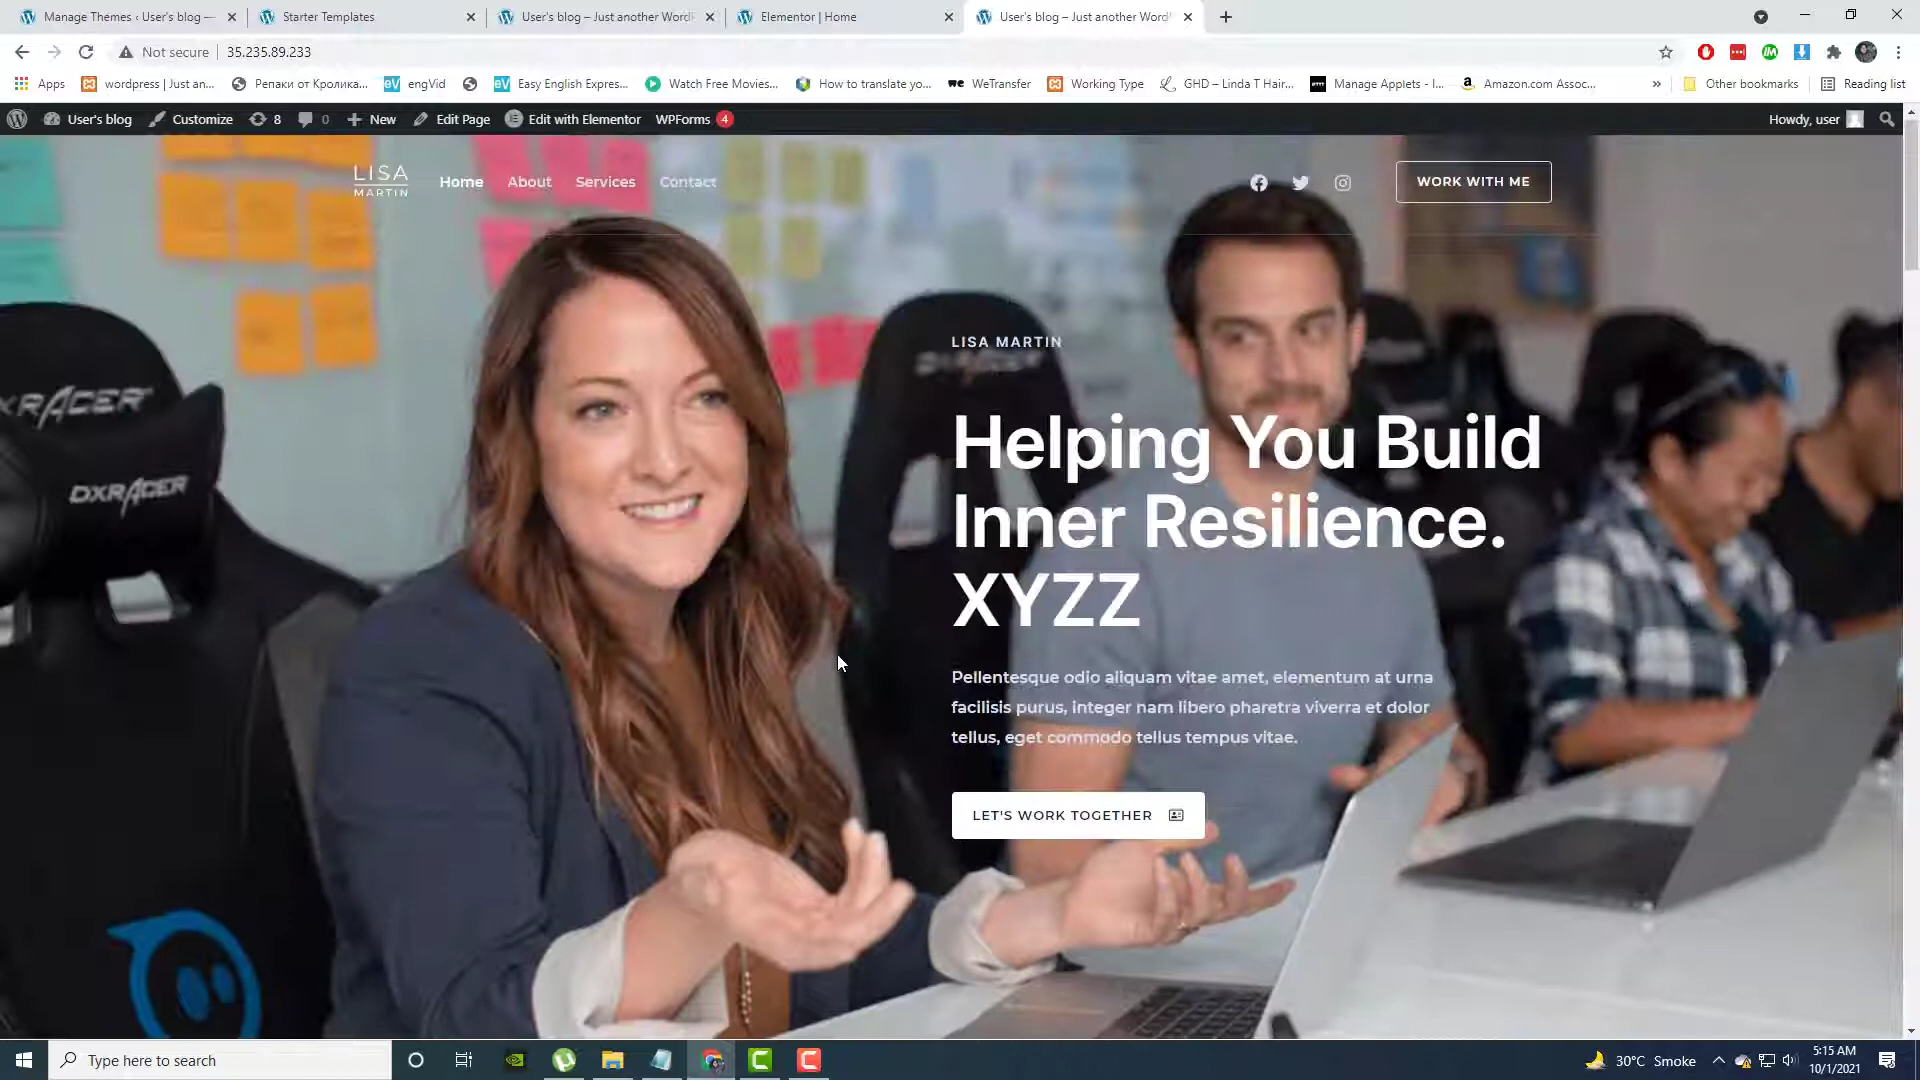 Manage Themes ‹ User's blog —
Starter Templates
User's blog – Just another Word
Elementor | Home
User's blog – Just another Word
Not secure
35.235.89.233
Apps
wordpress | Just an...
Репаки от Кролика...
engVid
Easy English Expres...
Watch Free Movies...
How to translate yo...
WeTransfer
Working Type
GHD – Linda T Hair...
Manage Applets - I...
Amazon.com Assoc...
»
Other bookmarks
Reading list
User's blog
Customize
8
0
New
Edit Page
Edit with Elementor
WPForms 4
Howdy, user
LISA
MARTIN
Home
About
Services
Contact
WORK WITH ME
LISA MARTIN
Helping You Build
Inner Resilience.
XYZZ
Pellentesque odio aliquam vitae amet, elementum at urna
facilisis purus, integer nam libero pharetra viverra et dolor
tellus, eget commodo tellus tempus vitae.
LET'S WORK TOGETHER
DXRACER
DXRACER
Type here to search
30°C Smoke
5:15 AM
10/1/2021